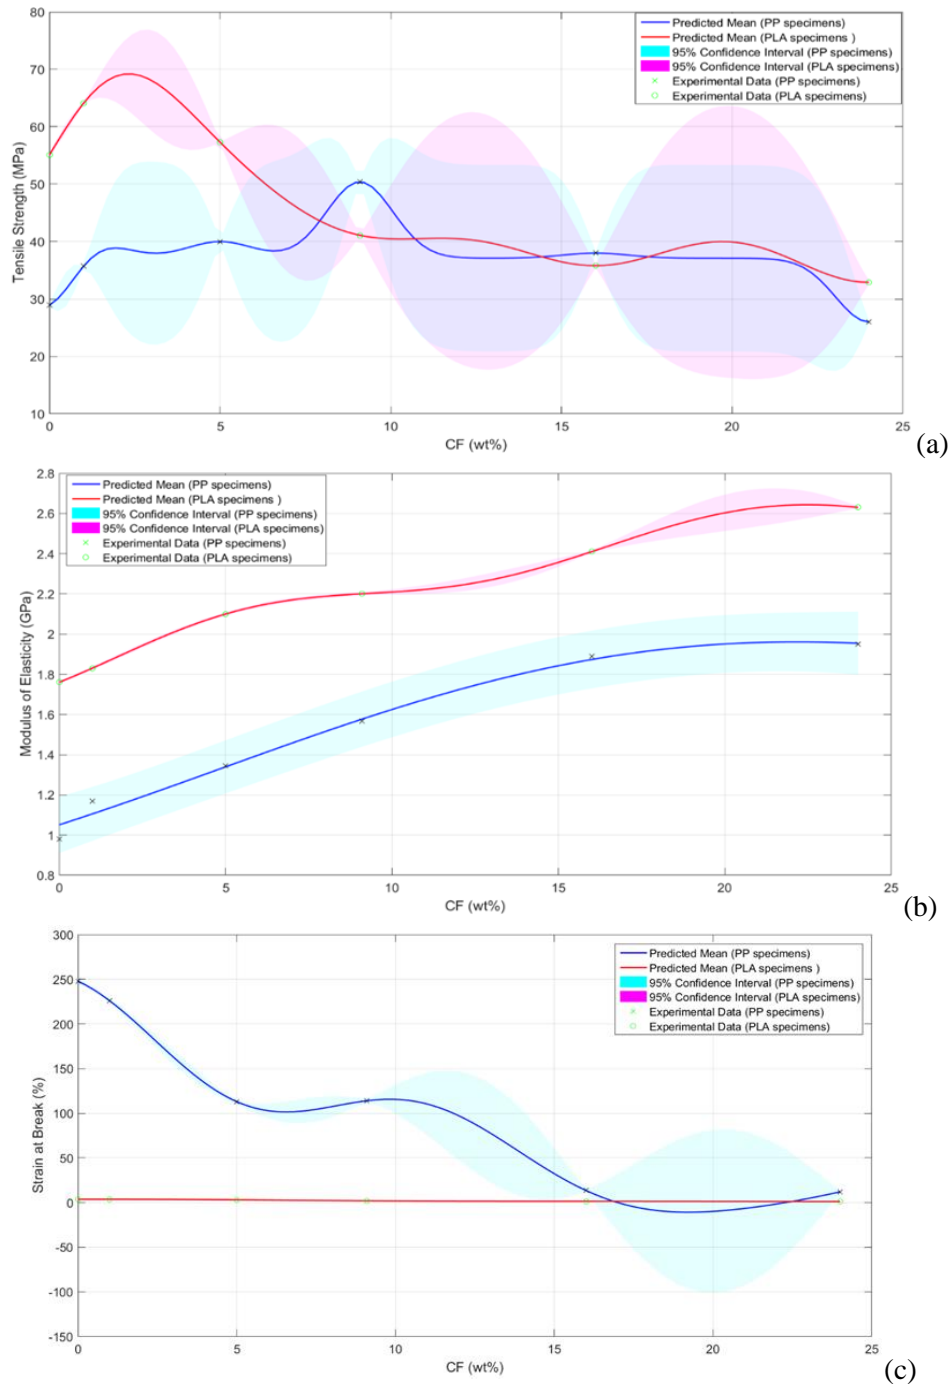 80
70
60
50
40
30
20
10
Tensile Strength (MPa)
Predicted Mean (PP specimens)
Predicted Mean (PLA specimens )
95% Confidence Interval (PP specimens)
95% Confidence Interval (PLA specimens)
Experimental Data (PP specimens)
Experimental Data (PLA specimens)
0 5 10 15 20 25
CF (wt%)
(a)
2.8
2.6
2.4
2.2
2
1.8
1.6
1.4
1.2
1
0.8
Modulus of Elasticity (GPa)
Predicted Mean (PP specimens)
Predicted Mean (PLA specimens )
95% Confidence Interval (PP specimens)
95% Confidence Interval (PLA specimens)
Experimental Data (PP specimens)
Experimental Data (PLA specimens)
0 5 10 15 20 25
CF (wt%)
(b)
300
250
200
150
100
50
0
-50
-100
-150
Strain at Break (%)
Predicted Mean (PP specimens)
Predicted Mean (PLA specimens )
95% Confidence Interval (PP specimens)
95% Confidence Interval (PLA specimens)
Experimental Data (PP specimens)
Experimental Data (PLA specimens)
0 5 10 15 20 25
CF (wt%)
(c)